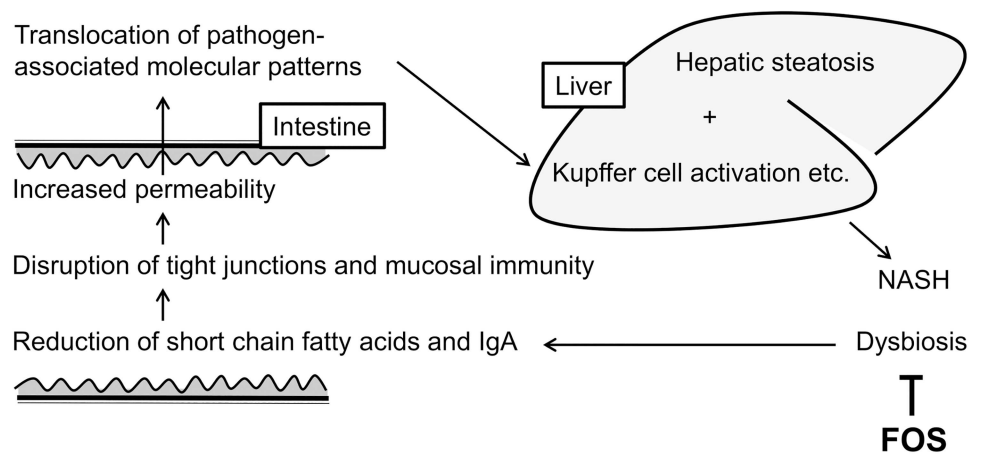 Translocation of pathogen-
associated molecular patterns
Intestine
Increased permeability
Disruption of tight junctions and mucosal immunity
Reduction of short chain fatty acids and IgA
Liver
Hepatic steatosis
+
Kupffer cell activation etc.
NASH
Dysbiosis
FOS